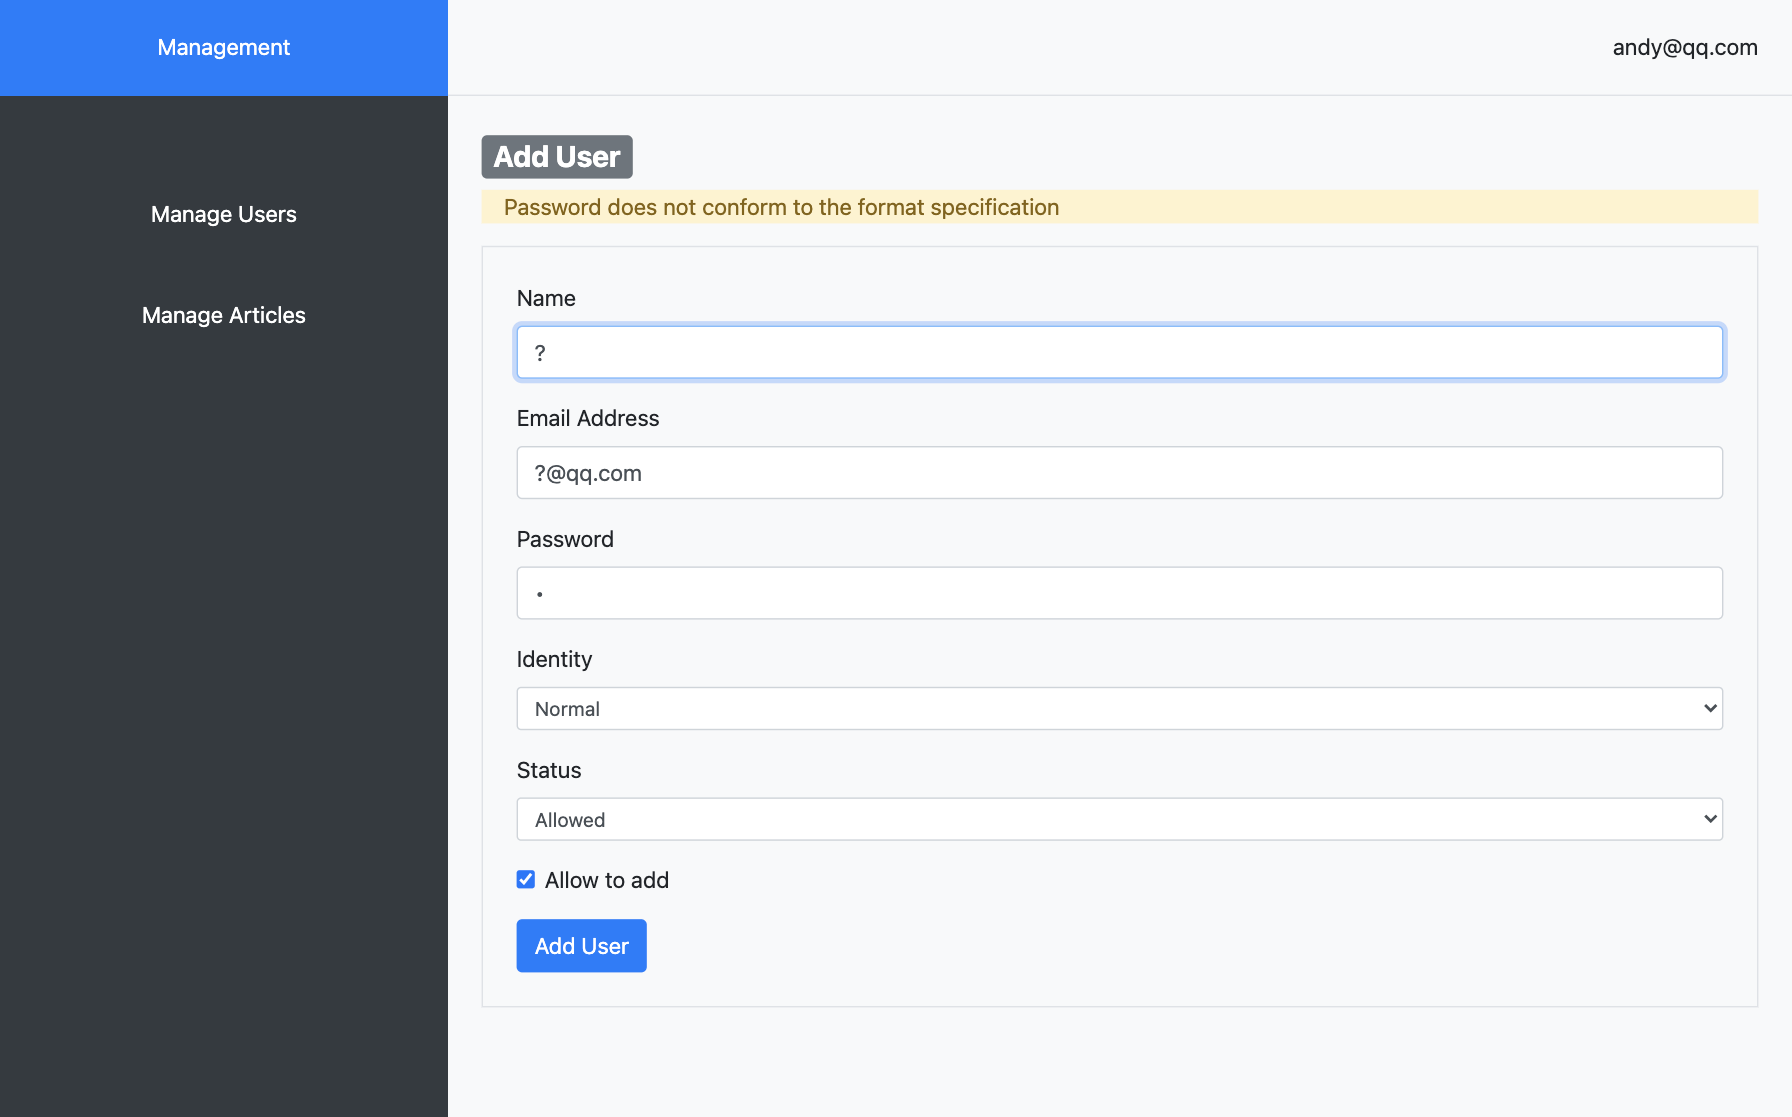 Management
andy@qq.com
Manage Users
Manage Articles
Add User
Password does not conform to the format specification
Name
?
Email Address
?@qq.com
Password
•
Identity
Normal
Status
Allowed
Allow to add
Add User